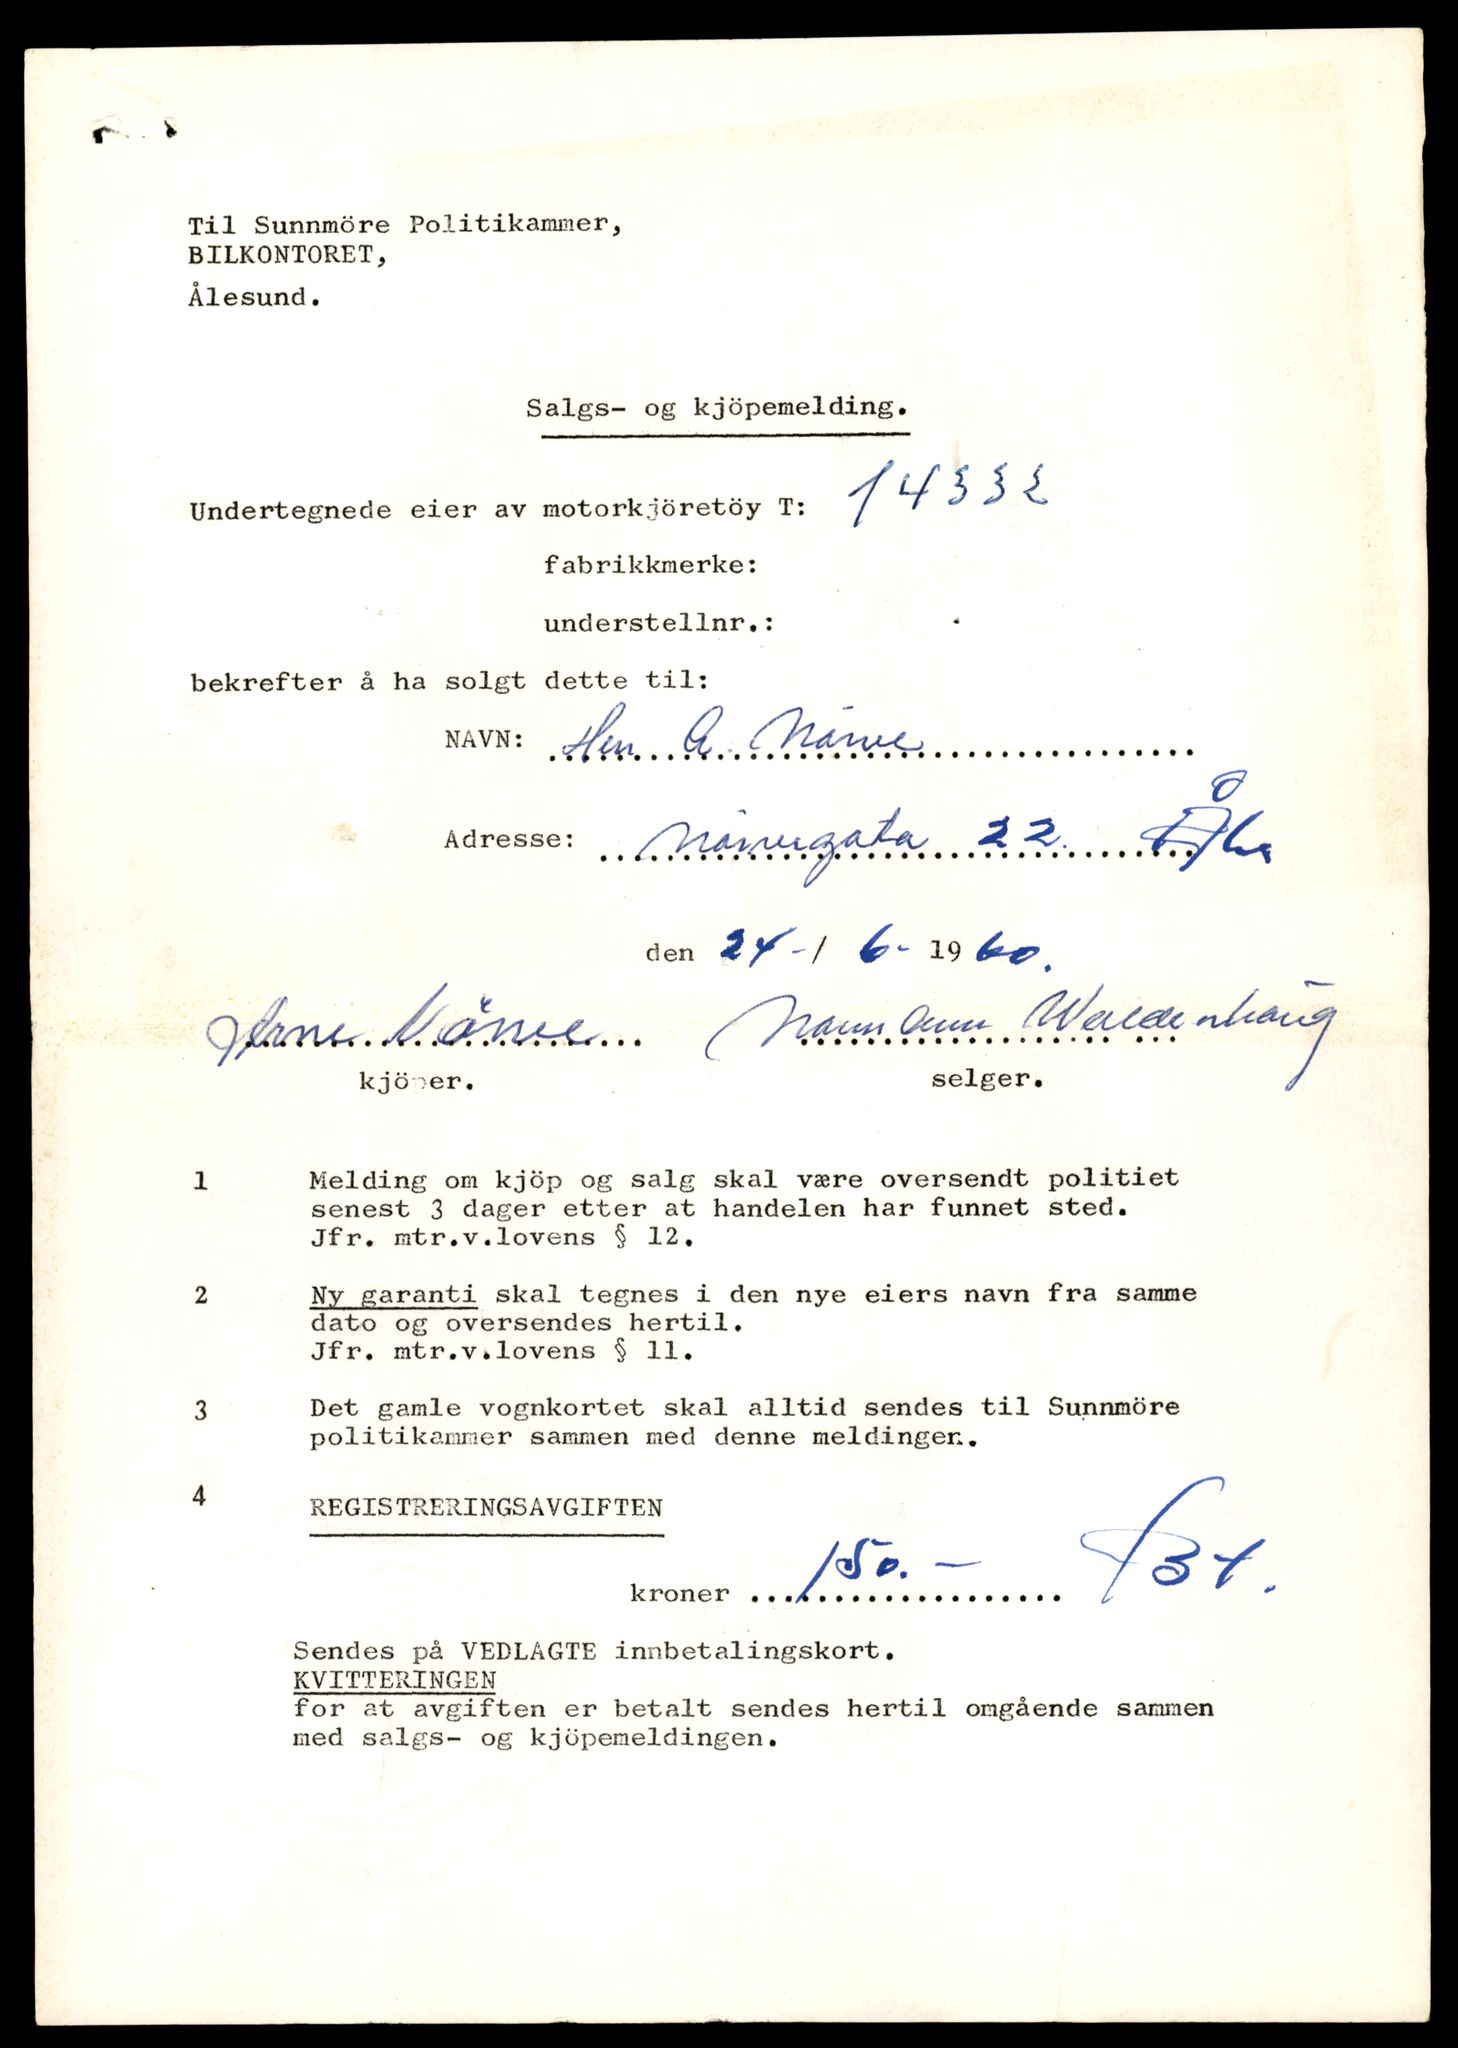 Til Sunnmöre Politikammer,
BILKONTORET,
Ålesund.
Salgs- og kjöpemelding.
Undertegnede eier av motorkjöretöy T: 14332
fabrikkmerke:
understellnr.:
bekrefter å ha solgt dette til:
NAVN: Herr A. Nörve
Adresse: Nörvegata 22.
den 24-/ 6- 1960.
Arne Nörve
kjöper. selger.
1 Melding om kjöp og salg skal være oversendt politiet
senest 3 dager etter at handelen har funnet sted.
Jfr. mtr.v.lovens § 12.
2 Ny garanti skal tegnes i den nye eiers navn fra samme
dato og oversendes hertil.
Jfr. mtr.v.lovens § 11.
3 Det gamle vognkortet skal alltid sendes til Sunnmöre
politikammer sammen med denne meldingen.
4 REGISTRERINGSAVGIFTEN
kroner 150.-
Sendes på VEDLAGTE innbetalingskort.
KVITTERINGEN
for at avgiften er betalt sendes hertil omgående sammen
med salgs- og kjöpemeldingen.